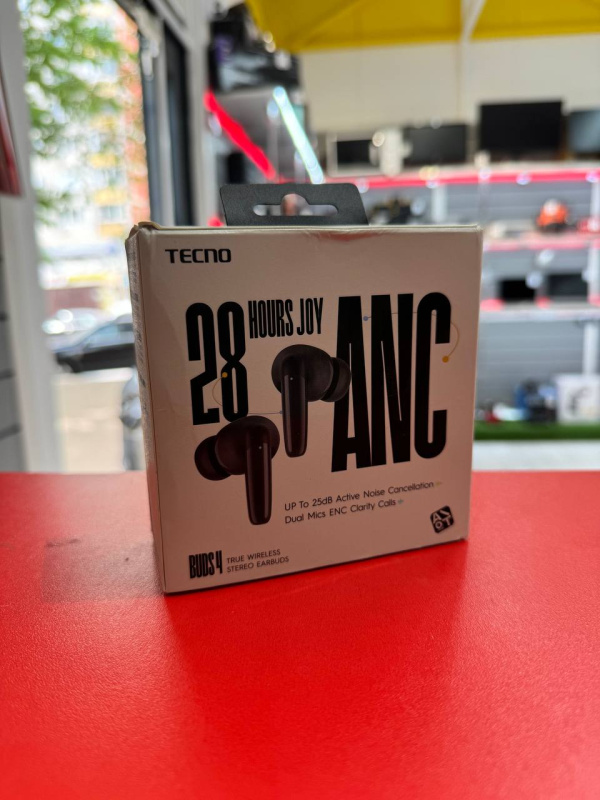 TECNO
28 HOURS JOY ANC
UP To 25dB Active Noise Cancellation
Dual Mics ENC Clarity Calls
BUDS 4 TRUE WIRELESS
STEREO EARBUDS